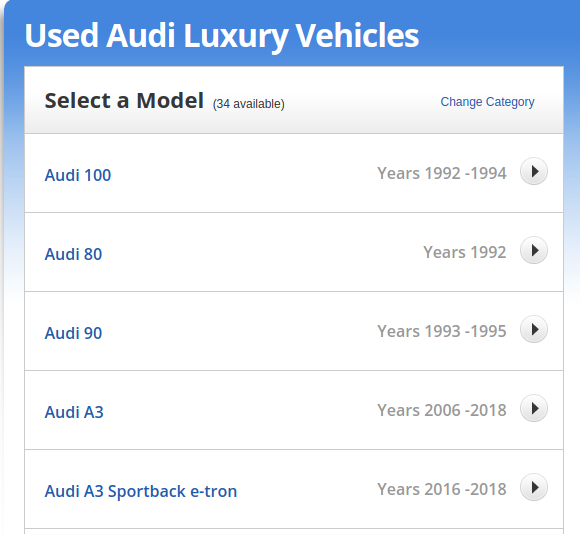 Used Audi Luxury Vehicles
Select a Model (34 available) Change Category
Audi 100 Years 1992 -1994
Audi 80 Years 1992
Audi 90 Years 1993 -1995
Audi A3 Years 2006 -2018
Audi A3 Sportback e-tron Years 2016 -2018